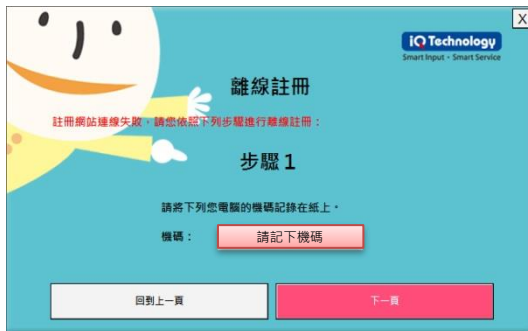 X
iQ Technology
Smart Input・Smart Service
離線註冊
註冊網站連線失敗，請您依照下列步驟進行離線註冊：
步驟 1
請將下列您電腦的機碼記錄在紙上。
機碼：
請記下機碼
回到上一頁
下一頁